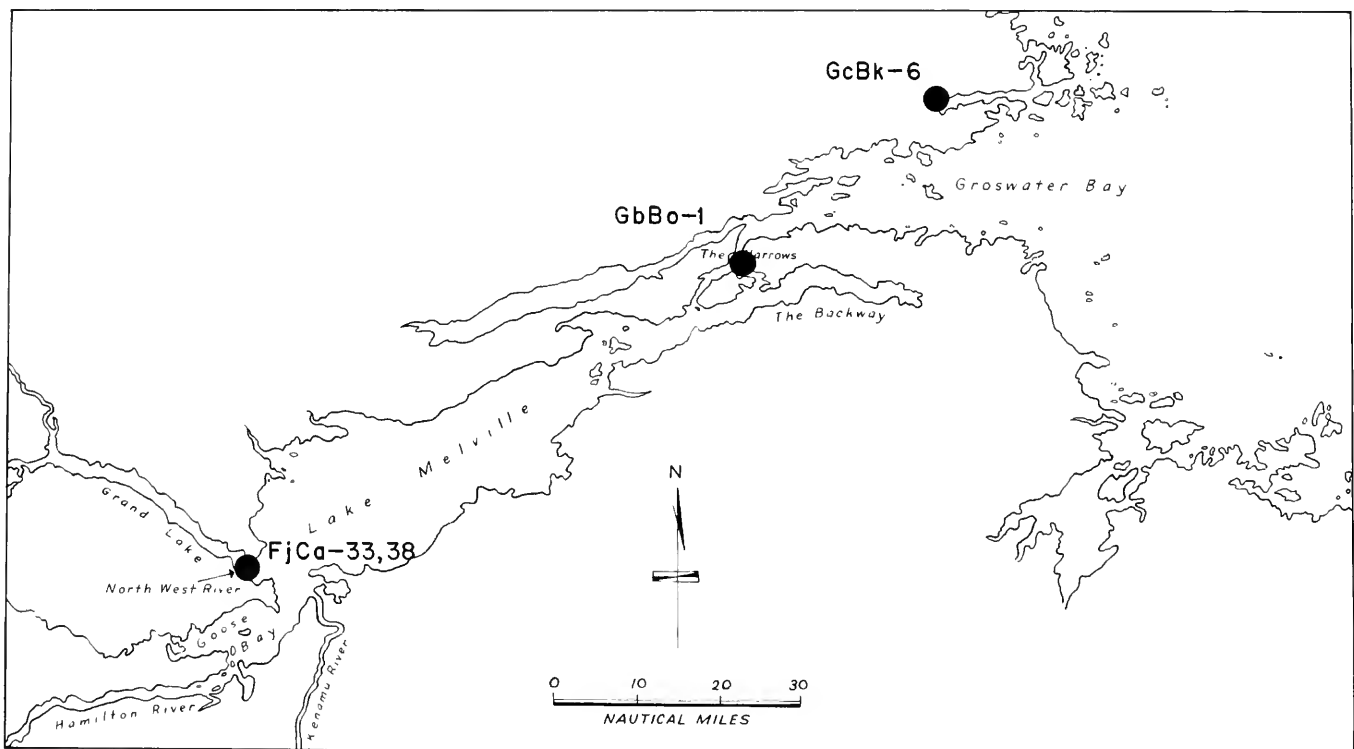 GcBk-6
Groswater Bay
GbBo-1
The Narrows
The Backway
Lake Melville
N
Grand Lake
FjCa-33,38
North West River
Goose Bay
Kenamu River
Hamilton River
0 10 20 30
NAUTICAL MILES